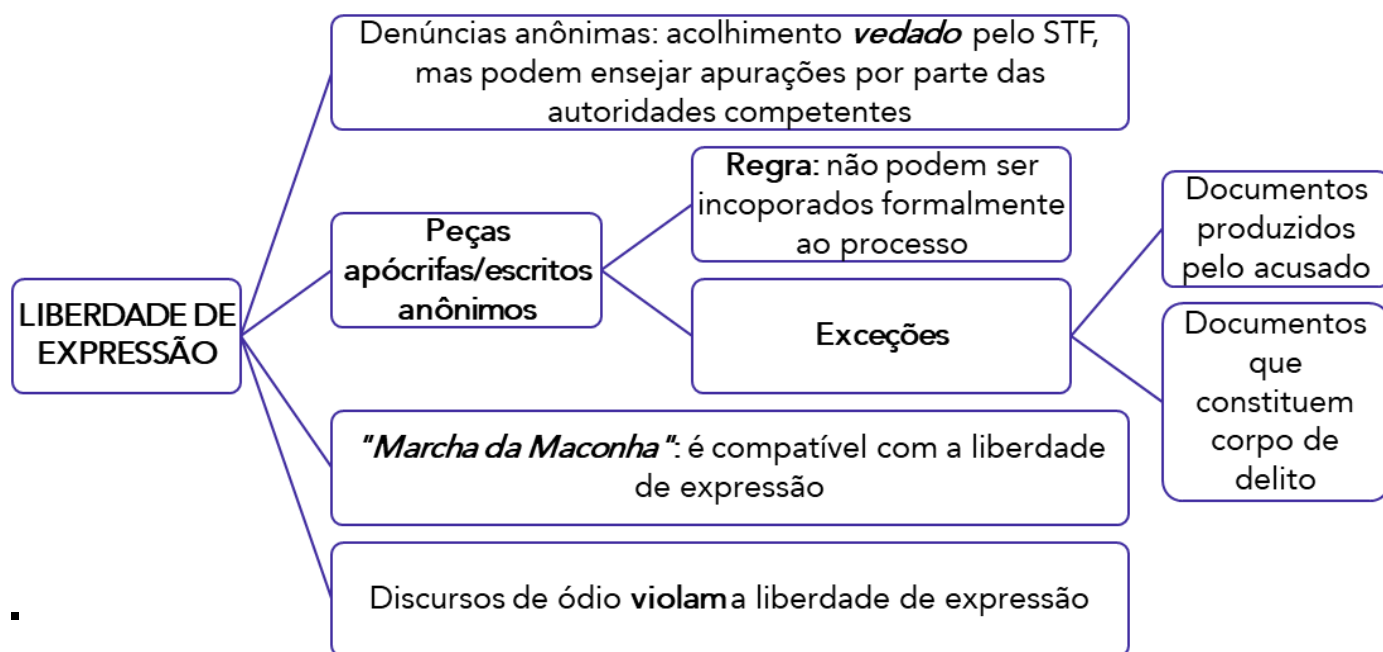 Denúncias anônimas: acolhimento vedado pelo STF,
mas podem ensejar apurações por parte das
autoridades competentes
Regra: não podem ser
incoporados formalmente
ao processo
Documentos
produzidos
pelo acusado
Peças
apócrifas/escritos
anônimos
LIBERDADE DE
EXPRESSÃO
Exceções
Documentos
que
constituem
corpo de
delito
"Marcha da Maconha": é compatível com a liberdade
de expressão
Discursos de ódio violam a liberdade de expressão